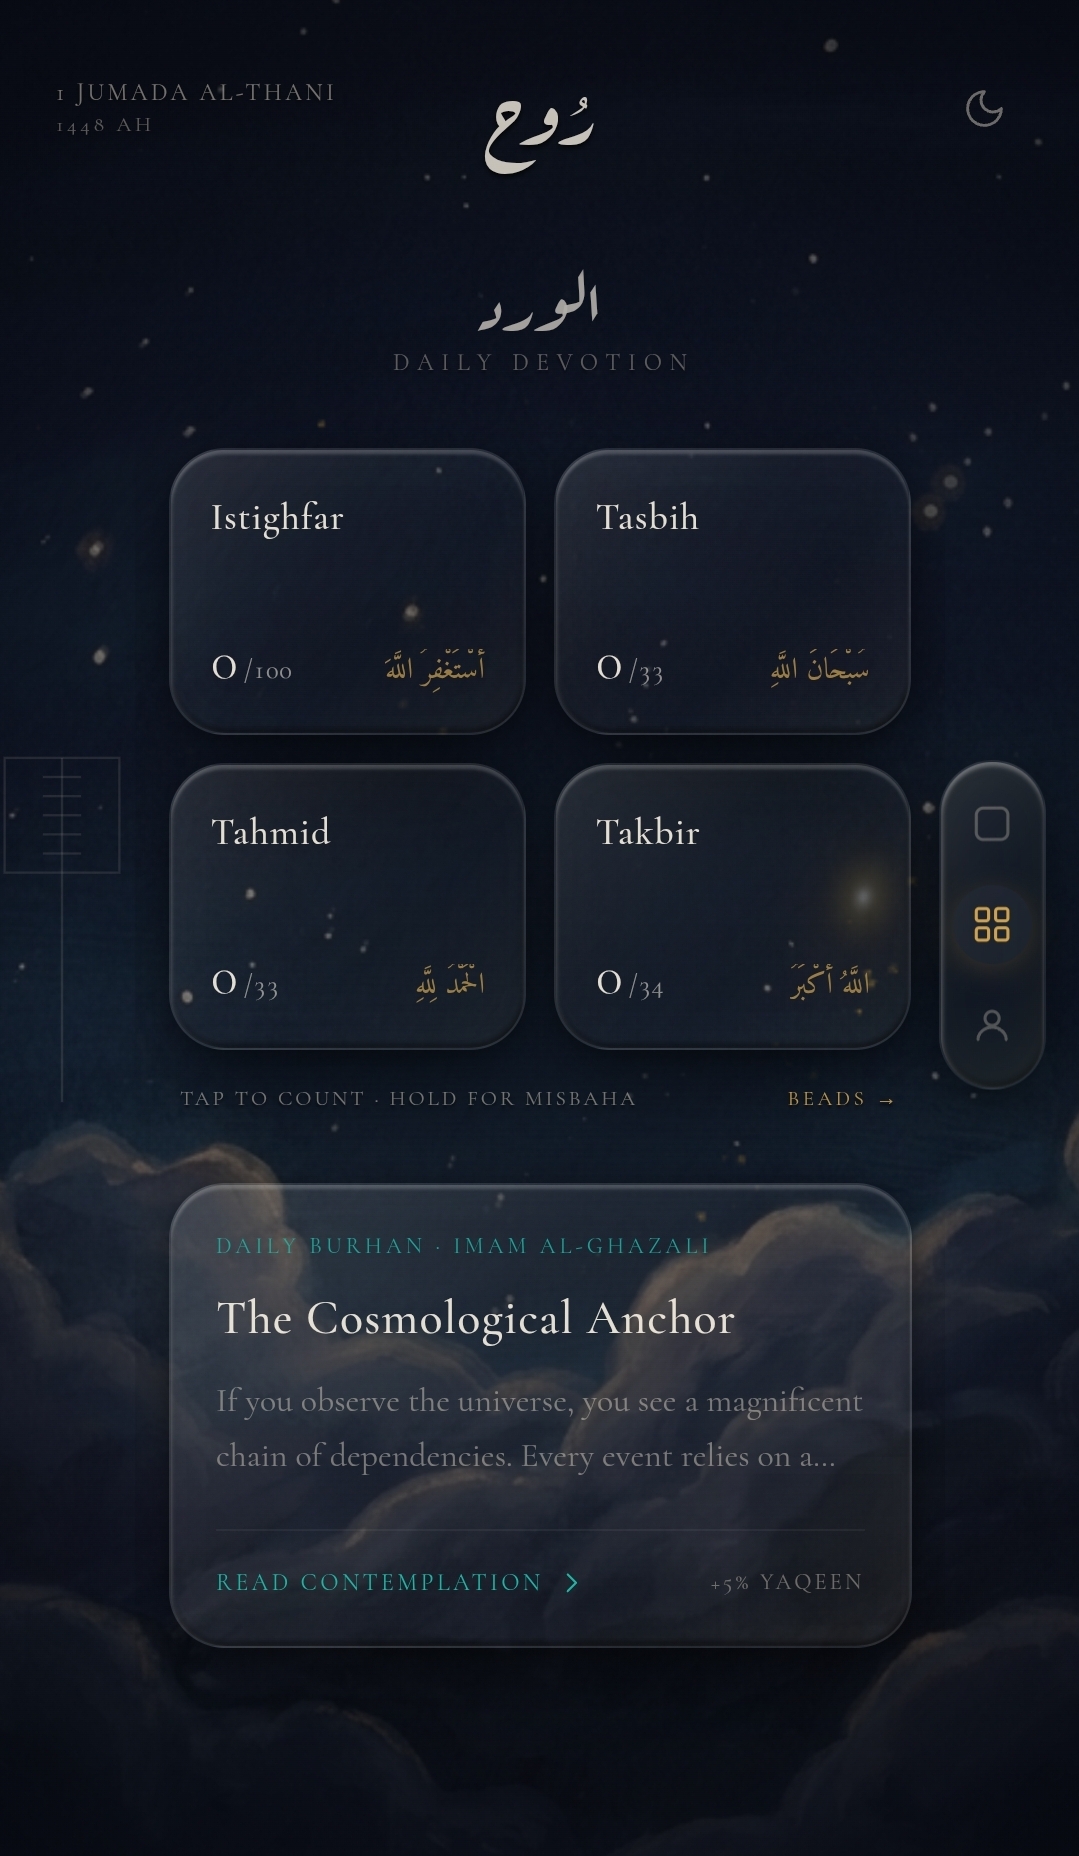 1 JUMADA AL-THANI
1448 AH
رُوح
الورد
DAILY DEVOTION
Istighfar
0 /100
أَسْتَغْفِرُ اللَّهَ
Tasbih
0 /33
سُبْحَانَ اللَّهِ
Tahmid
0 /33
الْحَمْدُ لِلَّهِ
Takbir
0 /34
اللَّهُ أَكْبَرُ
TAP TO COUNT · HOLD FOR MISBAHA
BEADS →
DAILY BURHAN · IMAM AL-GHAZALI
The Cosmological Anchor
If you observe the universe, you see a magnificent
chain of dependencies. Every event relies on a...
READ CONTEMPLATION >
+5% YAQEEN